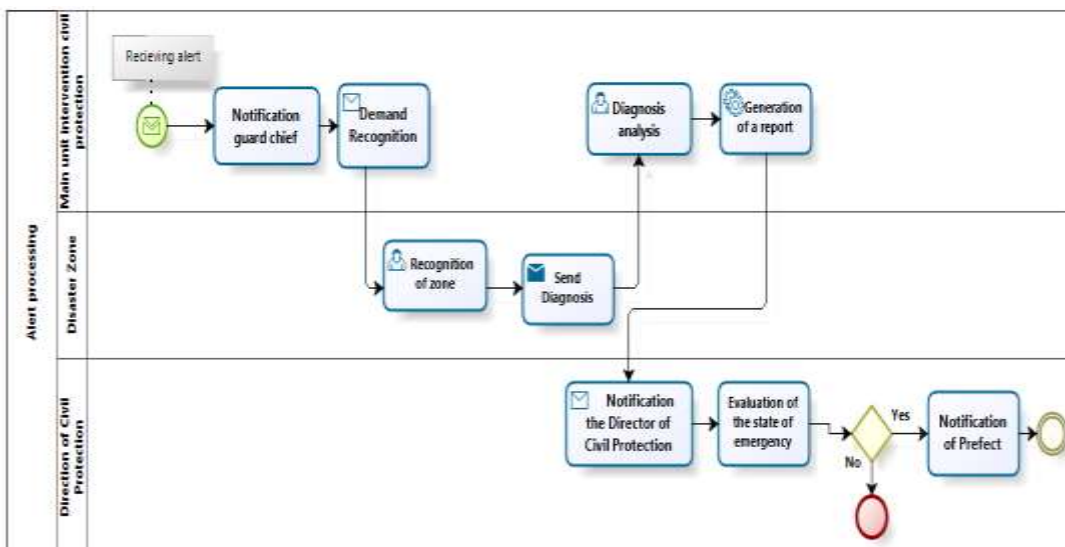 Alert processing
Main unit intervention civil
protection
Recieving alert
Notification
guard chief
Demand
Recognition
Diagnosis
analysis
Generation
of a report
Disaster Zone
Recognition
of zone
Send
Diagnosis
Direction of Civil
Protection
Notification
the Director of
Civil Protection
Evaluation of
the state of
emergency
Yes
No
Notification
of Prefect